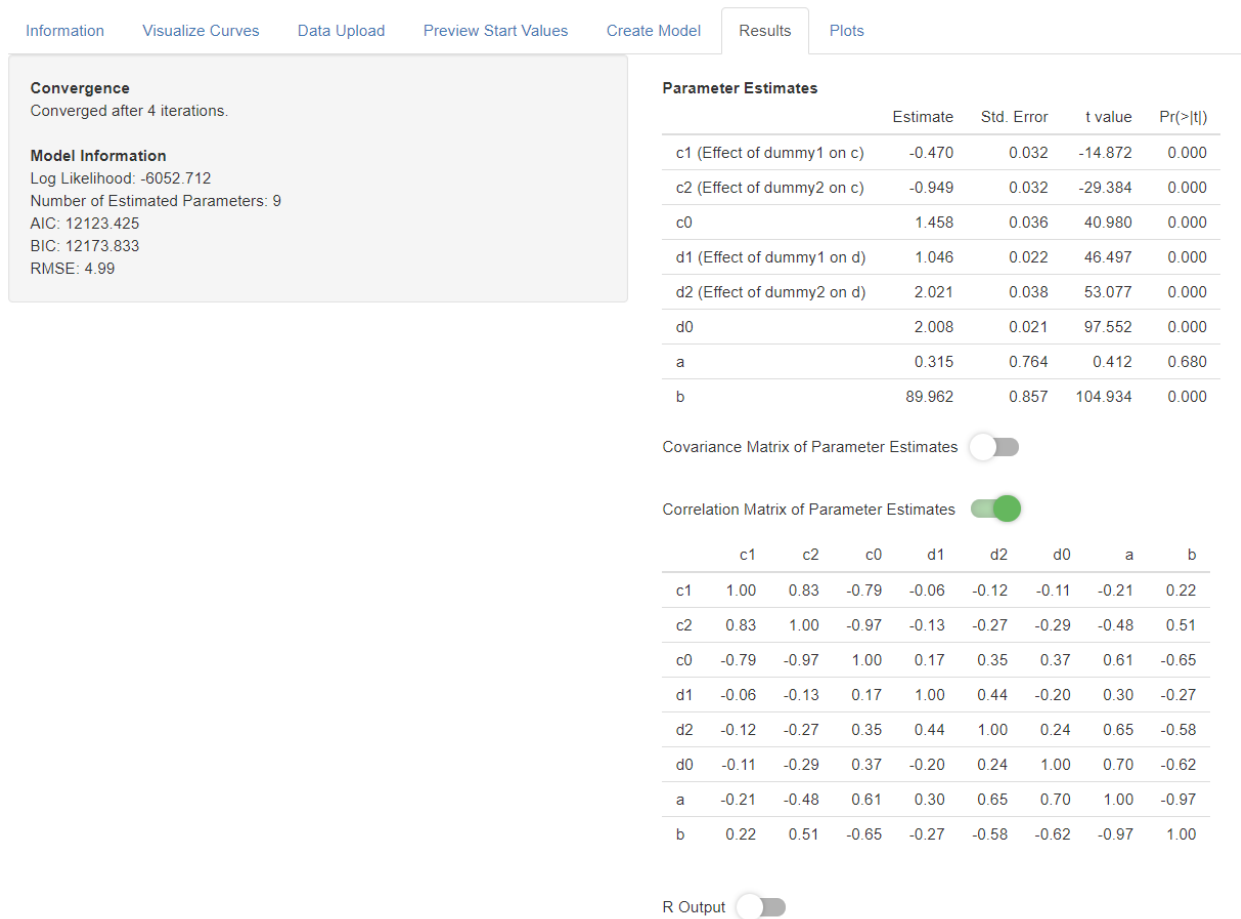 Information Visualize Curves Data Upload Preview Start Values Create Model Results Plots
Convergence
Converged after 4 iterations.
Model Information
Log Likelihood: -6052.712
Number of Estimated Parameters: 9
AIC: 12123.425
BIC: 12173.833
RMSE: 4.99
Parameter Estimates
Estimate Std. Error t value Pr(>|t|)
c1 (Effect of dummy1 on c) -0.470 0.032 -14.872 0.000
c2 (Effect of dummy2 on c) -0.949 0.032 -29.384 0.000
c0 1.458 0.036 40.980 0.000
d1 (Effect of dummy1 on d) 1.046 0.022 46.497 0.000
d2 (Effect of dummy2 on d) 2.021 0.038 53.077 0.000
d0 2.008 0.021 97.552 0.000
a 0.315 0.764 0.412 0.680
b 89.962 0.857 104.934 0.000
Covariance Matrix of Parameter Estimates
Correlation Matrix of Parameter Estimates
c1 c2 c0 d1 d2 d0 a b
c1 1.00 0.83 -0.79 -0.06 -0.12 -0.11 -0.21 0.22
c2 0.83 1.00 -0.97 -0.13 -0.27 -0.29 -0.48 0.51
c0 -0.79 -0.97 1.00 0.17 0.35 0.37 0.61 -0.65
d1 -0.06 -0.13 0.17 1.00 0.44 -0.20 0.30 -0.27
d2 -0.12 -0.27 0.35 0.44 1.00 0.24 0.65 -0.58
d0 -0.11 -0.29 0.37 -0.20 0.24 1.00 0.70 -0.62
a -0.21 -0.48 0.61 0.30 0.65 0.70 1.00 -0.97
b 0.22 0.51 -0.65 -0.27 -0.58 -0.62 -0.97 1.00
R Output